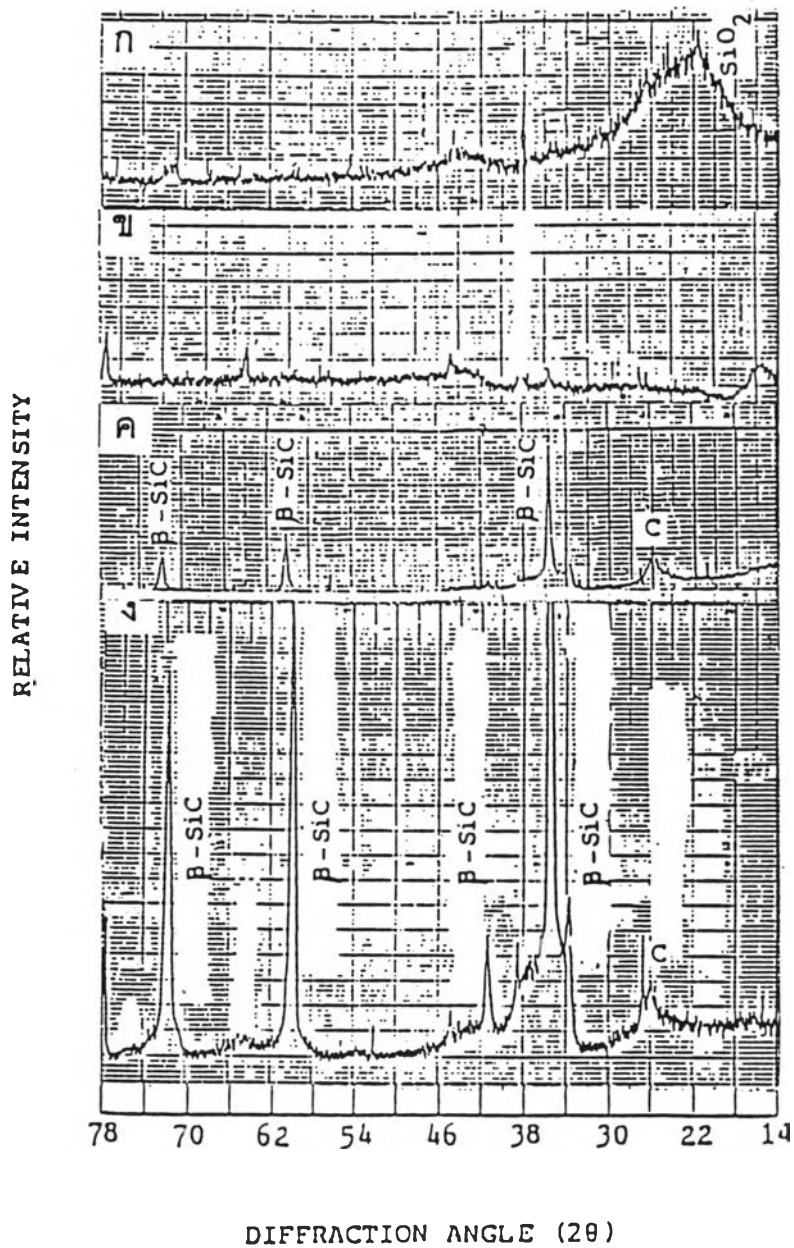 RELATIVE INTENSITY
ก
SiO2
ข
ค
β-SiC
β-SiC
β-SiC
C
ง
β-SiC
β-SiC
β-SiC
β-SiC
C
78 70 62 54 46 38 30 22 14
DIFFRACTION ANGLE (2θ)